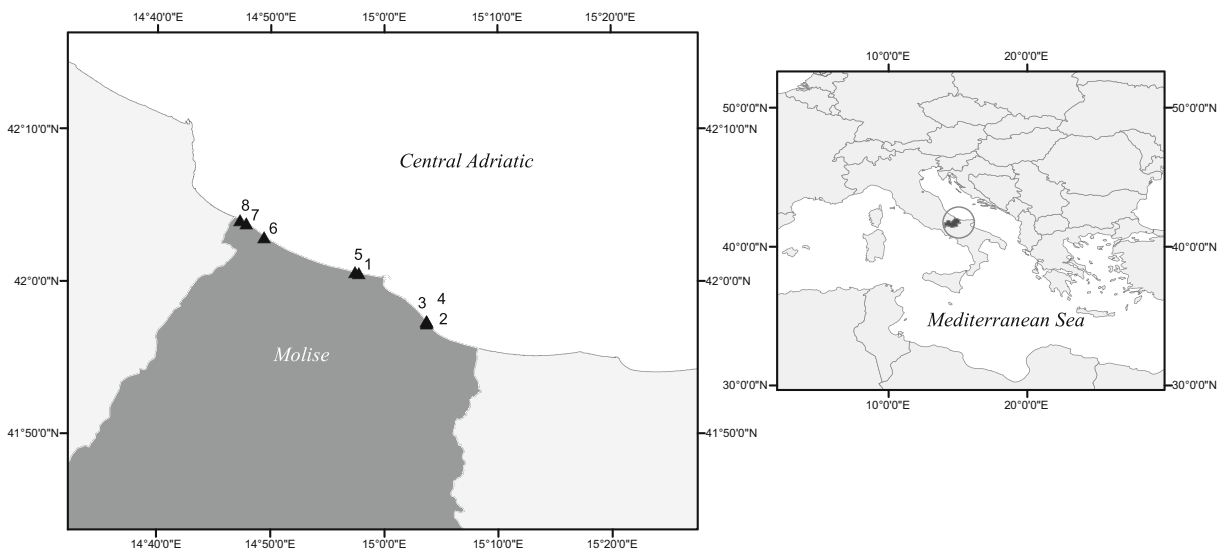 14°40'0"E 14°50'0"E 15°0'0"E 15°10'0"E 15°20'0"E
42°10'0"N 42°10'0"N
Central Adriatic
8
7
6
5
1
42°0'0"N 42°0'0"N
3 4
2
Molise
41°50'0"N 41°50'0"N
14°40'0"E 14°50'0"E 15°0'0"E 15°10'0"E 15°20'0"E
10°0'0"E 20°0'0"E
50°0'0"N 50°0'0"N
40°0'0"N 40°0'0"N
Mediterranean Sea
30°0'0"N 30°0'0"N
10°0'0"E 20°0'0"E